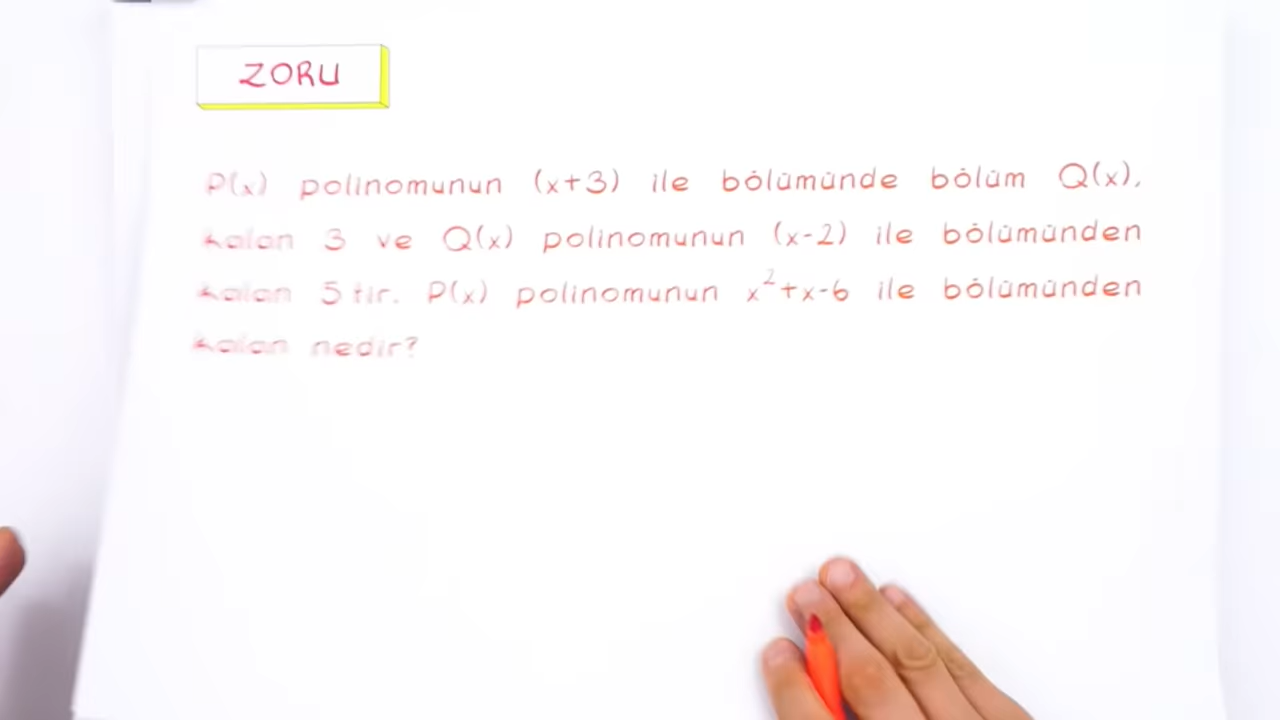 ZORU
P(x) polinomunun (x+3) ile bölümünde bölüm Q(x),
kalan 3 ve Q(x) polinomunun (x-2) ile bölümünden
kalan 5 tir. P(x) polinomunun x²+x-6 ile bölümünden
kalan nedir?